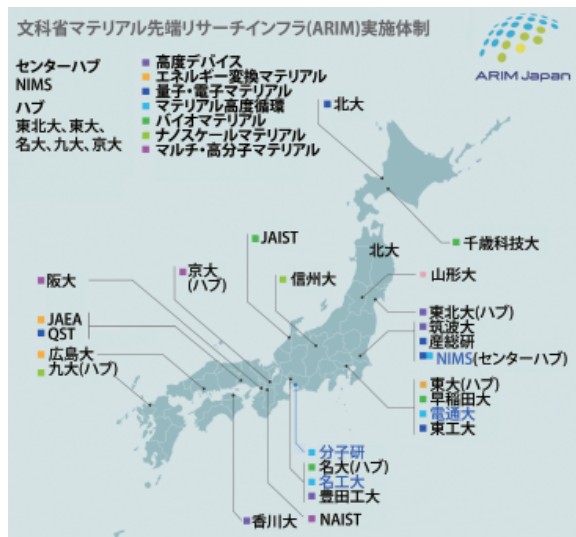 文科省マテリアル先端リサーチインフラ(ARIM)実施体制
ARIM Japan
センターハブ
NIMS
ハブ
東北大、東大、
名大、九大、京大
高度デバイス
エネルギー変換マテリアル
量子・電子マテリアル
マテリアル高度循環
バイオマテリアル
ナノスケールマテリアル
マルチ・高分子マテリアル
北大
JAIST
千歳科技大
北大
阪大
京大
(ハブ)
信州大
山形大
JAEA
QST
東北大(ハブ)
筑波大
産総研
NIMS(センターハブ)
広島大
九大(ハブ)
東大(ハブ)
早稲田大
電通大
東工大
分子研
名大(ハブ)
名工大
豊田工大
香川大
NAIST